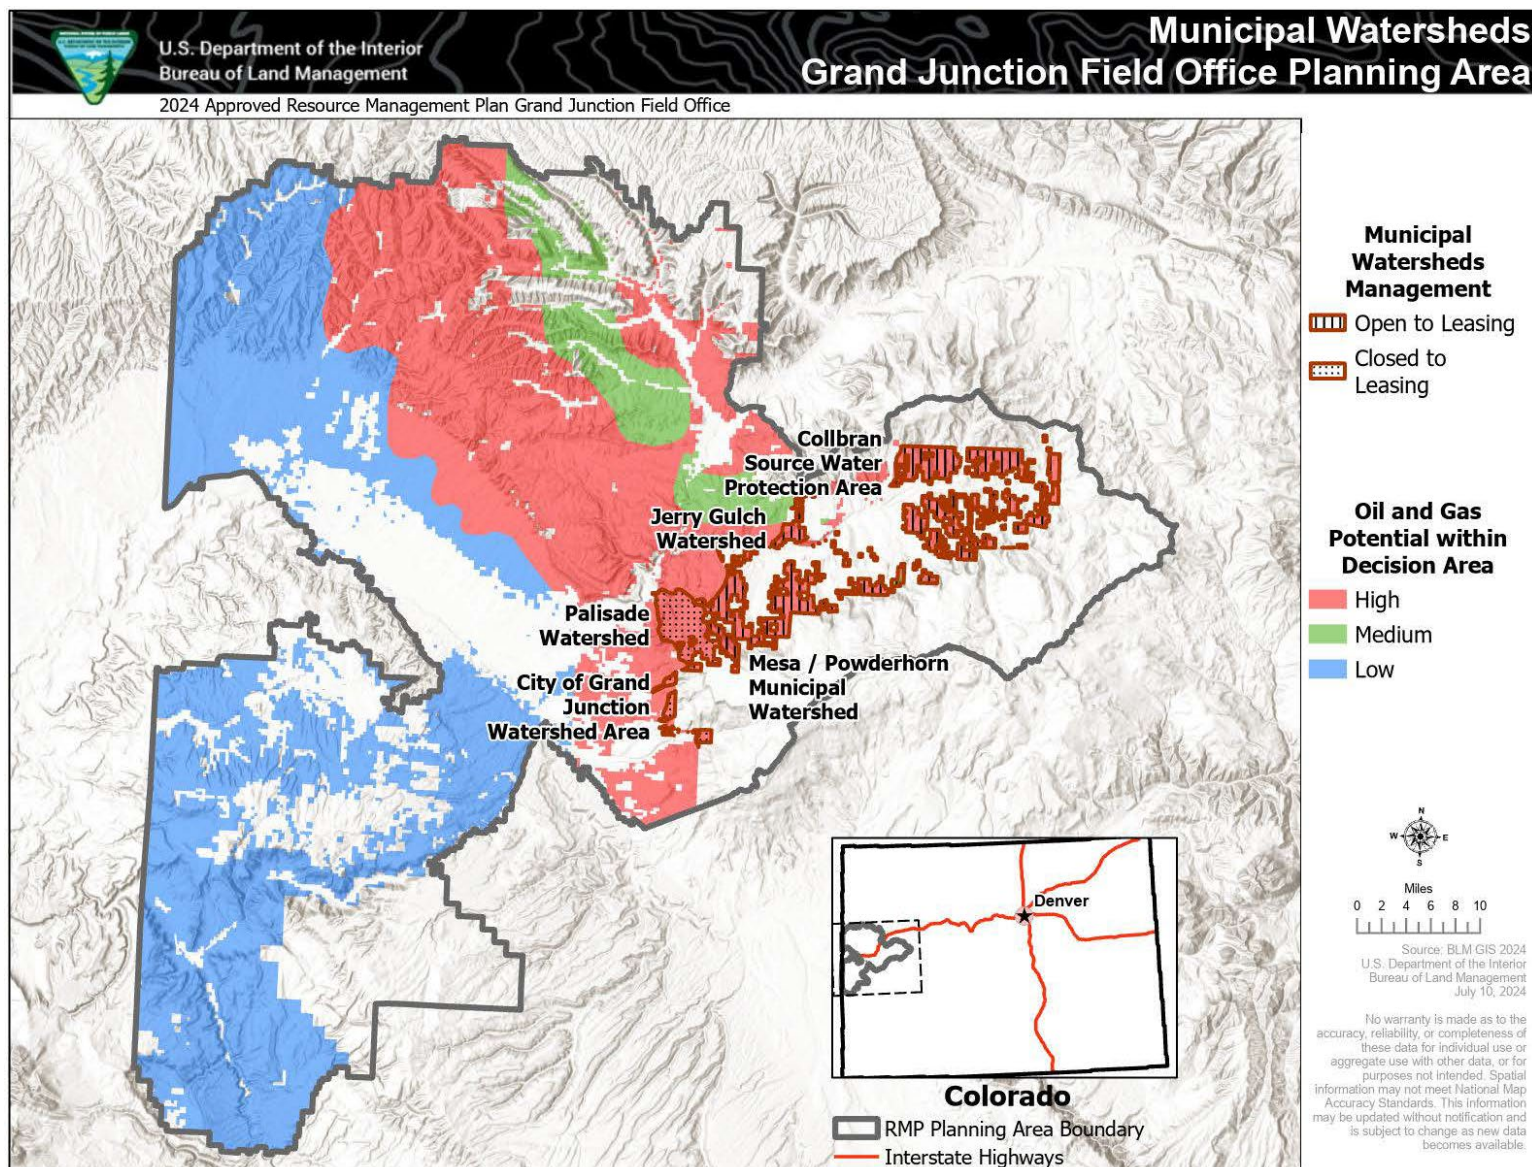 U.S. Department of the Interior
Bureau of Land Management
Municipal Watersheds
Grand Junction Field Office Planning Area
2024 Approved Resource Management Plan Grand Junction Field Office
Municipal
Watersheds
Management
Open to Leasing
Closed to
Leasing
Oil and Gas
Potential within
Decision Area
High
Medium
Low
Collbran
Source Water
Protection Area
Jerry Gulch
Watershed
Palisade
Watershed
Mesa / Powderhorn
Municipal
Watershed
City of Grand
Junction
Watershed Area
N
W
E
S
Miles
0 2 4 6 8 10
Source: BLM GIS 2024
U.S. Department of the Interior
Bureau of Land Management
July 10, 2024
No warranty is made as to the
accuracy, reliability, or completeness of
these data for individual use or
aggregate use with other data, or for
purposes not intended. Spatial
information may not meet National Map
Accuracy Standards. This information
may be updated without notification and
is subject to change as new data
becomes available.
Denver
Colorado
RMP Planning Area Boundary
Interstate Highways